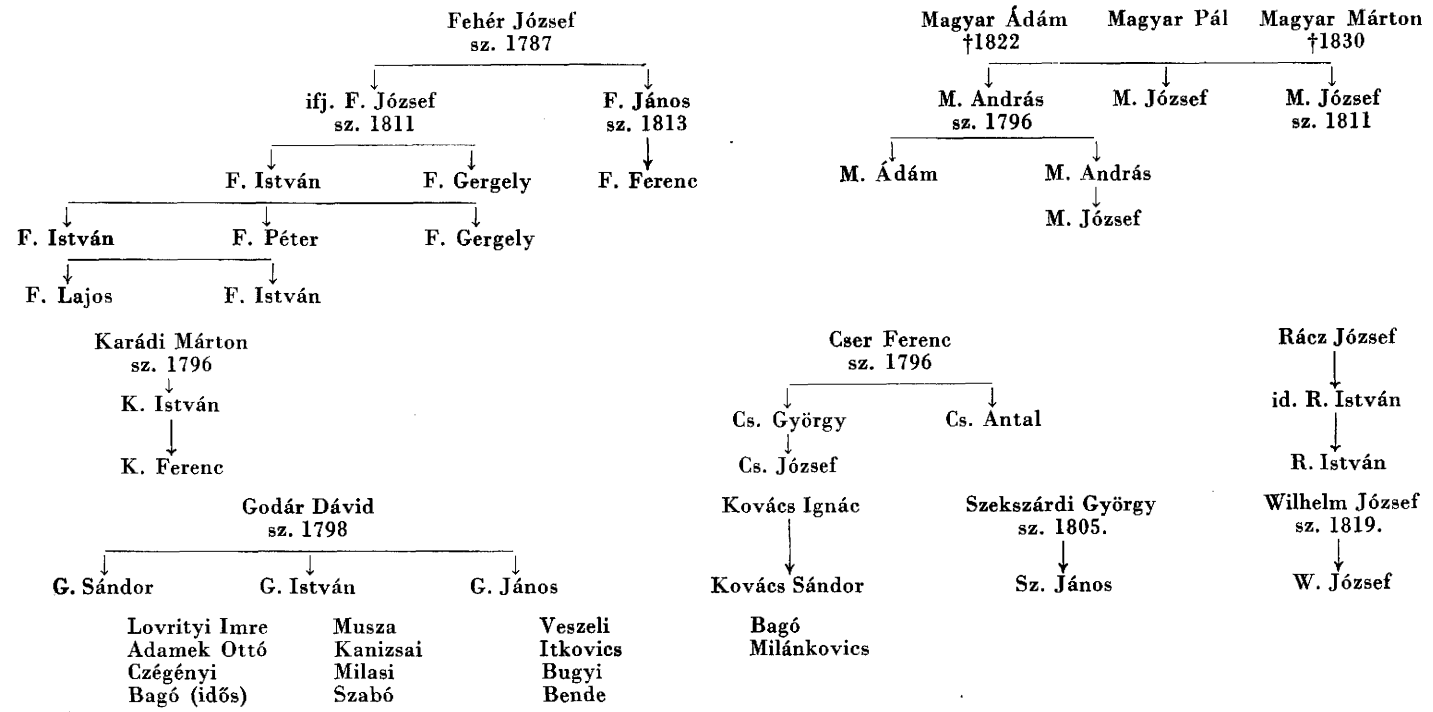 Fehér József
sz. 1787
Magyar Ádám Magyar Pál Magyar Márton
†1822 †1830
ifj. F. József F. János
sz. 1811 sz. 1813
M. András M. József M. József
sz. 1796 sz. 1811
F. István F. Gergely F. Ferenc
M. Ádám M. András
M. József
F. István F. Péter F. Gergely
F. Lajos F. István
Karádi Márton
sz. 1796
K. István
K. Ferenc
Cser Ferenc
sz. 1796
Cs. György Cs. Antal
Cs. József
Rácz József
id. R. István
R. István
Godár Dávid
sz. 1798
G. Sándor G. István G. János
Kovács Ignác
Kovács Sándor
Szekszárdi György
sz. 1805.
Sz. János
Wilhelm József
sz. 1819.
W. József
Lovrityi Imre Musza Veszeli Bagó
Adamek Ottó Kanizsai Itkovics Milánkovics
Czégényi Milasi Bugyi
Bagó (idős) Szabó Bende